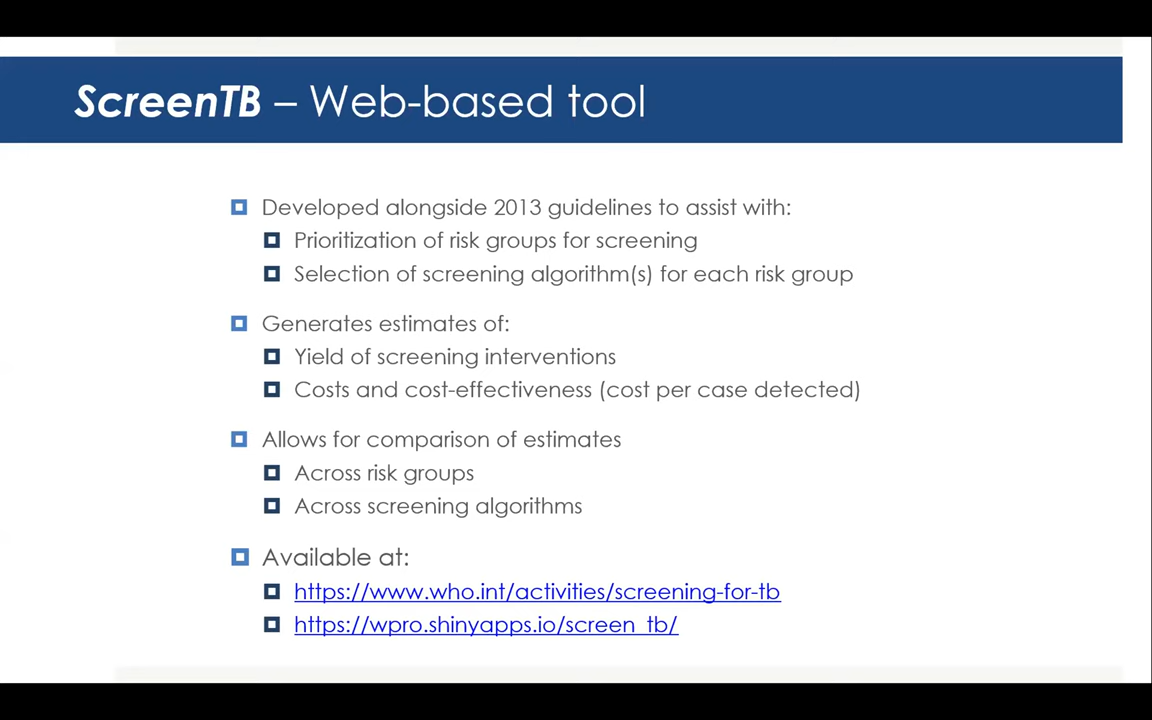 ScreenTB – Web-based tool
Developed alongside 2013 guidelines to assist with:
Prioritization of risk groups for screening
Selection of screening algorithm(s) for each risk group
Generates estimates of:
Yield of screening interventions
Costs and cost-effectiveness (cost per case detected)
Allows for comparison of estimates
Across risk groups
Across screening algorithms
Available at:
https://www.who.int/activities/screening-for-tb
https://wpro.shinyapps.io/screen_tb/